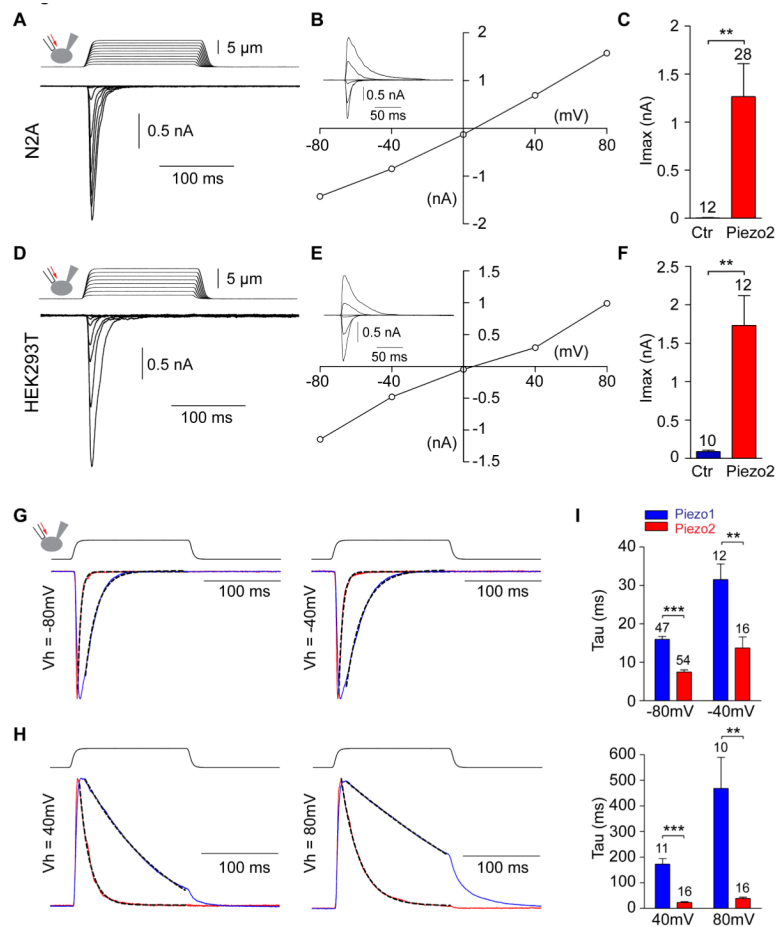 A
5 µm
N2A
0.5 nA
100 ms
B
0.5 nA
50 ms
2
1
(mV)
-80
-40
0
40
80
-1
(nA)
-2
C
**
28
2
1.5
1
0.5
0
Imax (nA)
12
Ctr
Piezo2
D
5 µm
HEK293T
0.5 nA
100 ms
E
0.5 nA
50 ms
1.5
1
0.5
(mV)
-80
-40
0
40
80
-0.5
-1
(nA)
-1.5
F
**
12
2.5
2
1.5
1
0.5
0
Imax (nA)
10
Ctr
Piezo2
G
Vh = -80mV
100 ms
Vh = -40mV
100 ms
H
Vh = 40mV
100 ms
Vh = 80mV
100 ms
I
Piezo1
Piezo2
40
30
20
10
0
Tau (ms)
47
***
54
12
**
16
-80mV
-40mV
600
500
400
300
200
100
0
Tau (ms)
11
***
16
10
**
16
40mV
80mV